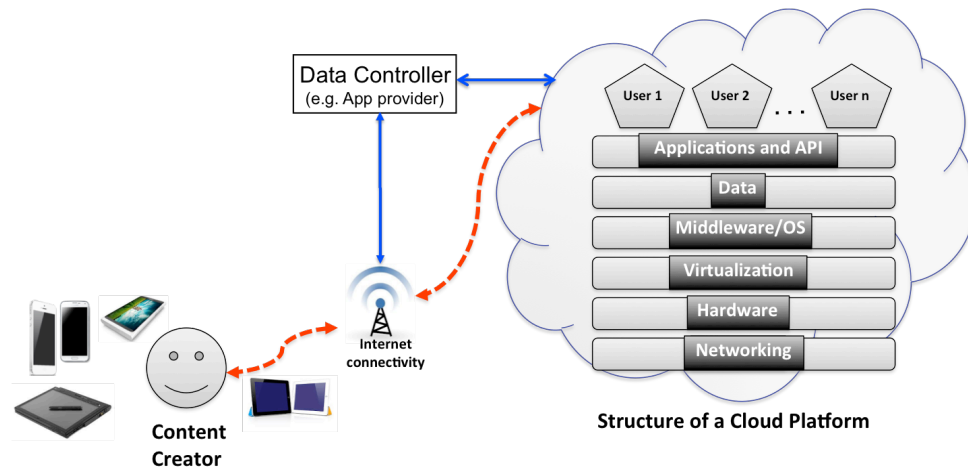 Data Controller
(e.g. App provider)
User 1
User 2
...
User n
Applications and API
Data
Middleware/OS
Virtualization
Hardware
Networking
Internet
connectivity
Content
Creator
Structure of a Cloud Platform